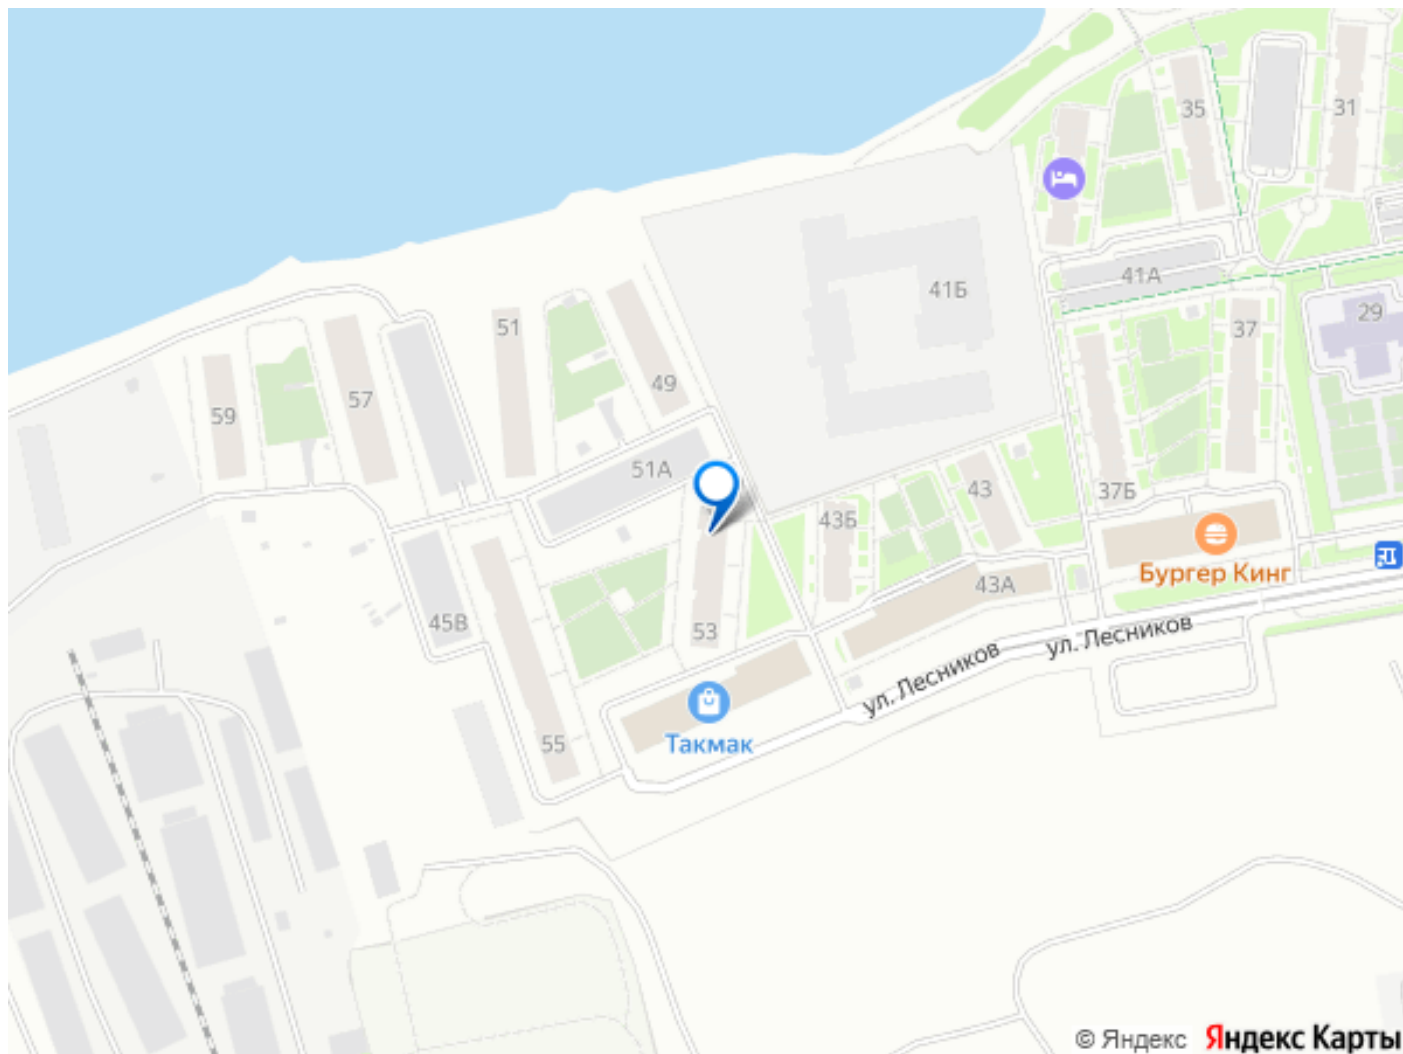 35
31
41А
41Б
29
37
51
49
57
59
51А
43
37Б
43Б
Бургер Кинг
43А
45В
53
ул. Лесников
ул. Лесников
55
Такмак
© Яндекс Яндекс Карты